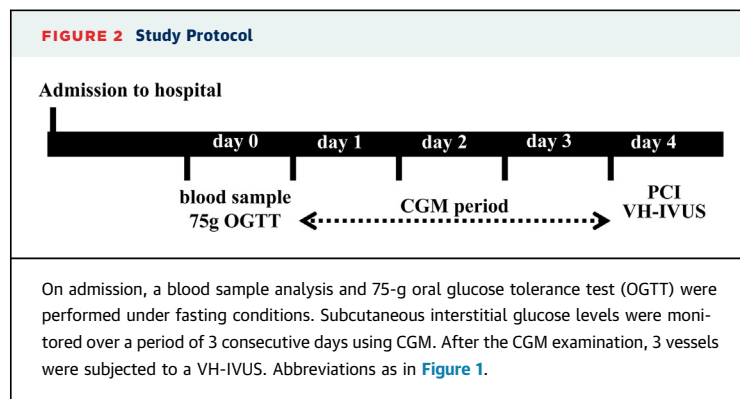 FIGURE 2 Study Protocol
Admission to hospital
day 0 day 1 day 2 day 3 day 4
blood sample
75g OGTT
CGM period
PCI
VH-IVUS
On admission, a blood sample analysis and 75-g oral glucose tolerance test (OGTT) were
performed under fasting conditions. Subcutaneous interstitial glucose levels were moni-
tored over a period of 3 consecutive days using CGM. After the CGM examination, 3 vessels
were subjected to a VH-IVUS. Abbreviations as in Figure 1.